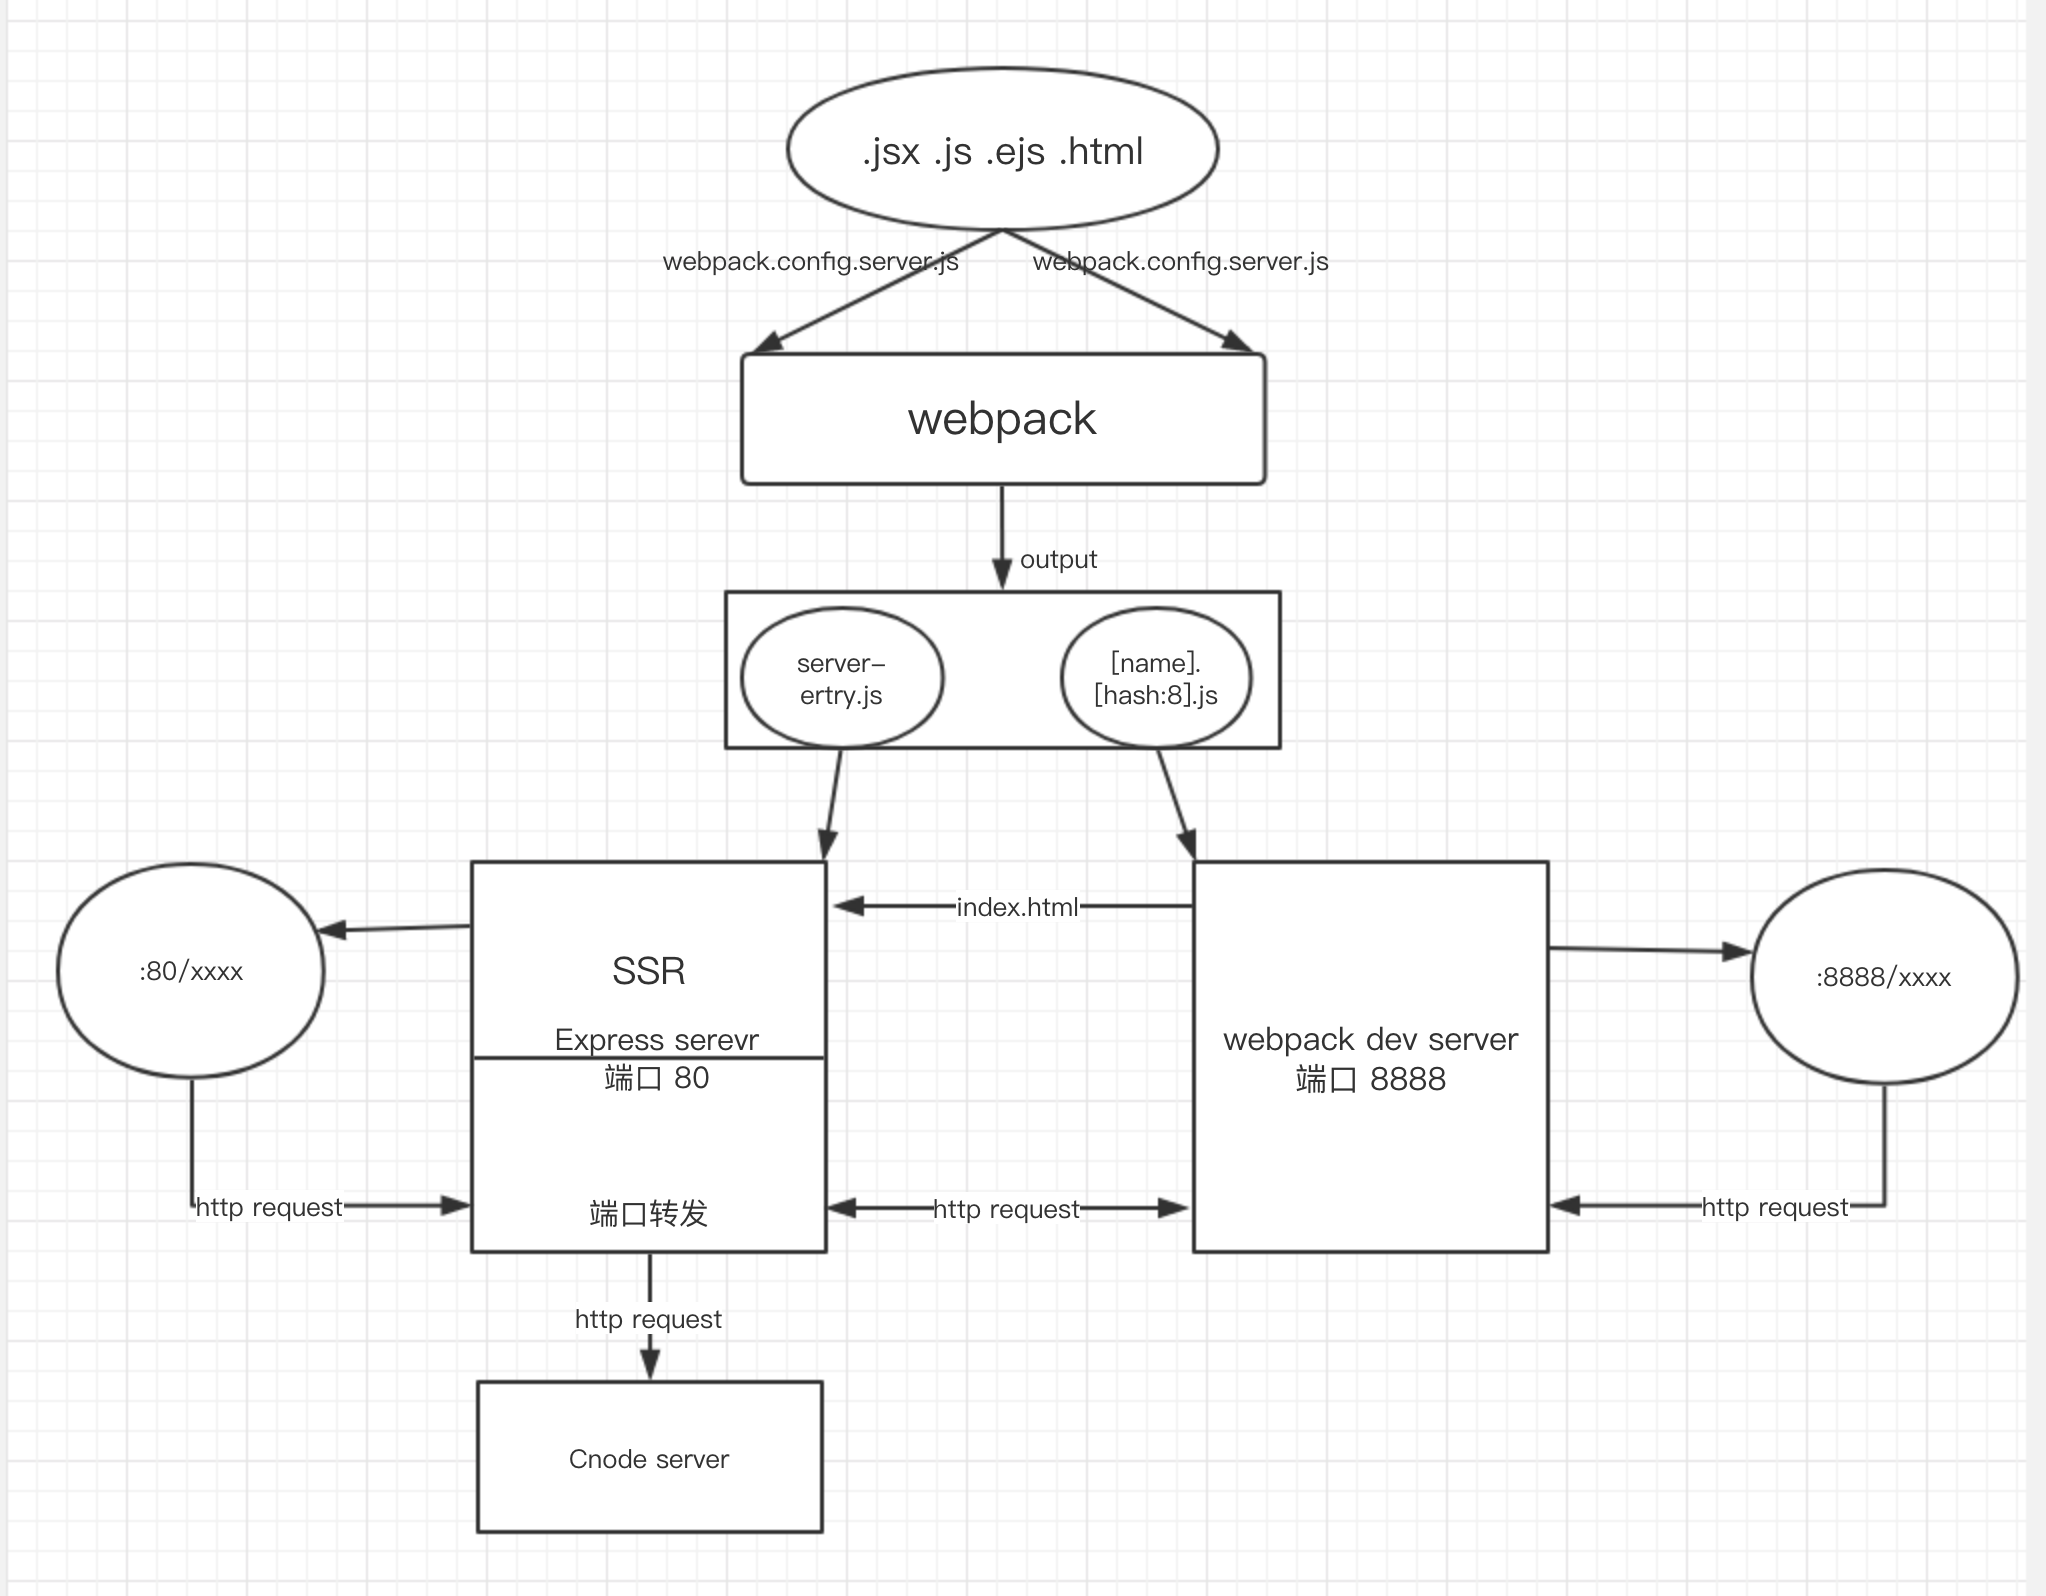 .jsx .js .ejs .html
webpack.config.server.js
webpack.config.server.js
webpack
output
server-
ertry.js
[name].
[hash:8].js
index.html
:80/xxxx
SSR
Express serevr
端口 80
webpack dev server
端口 8888
:8888/xxxx
http request
端口转发
http request
http request
http request
Cnode server